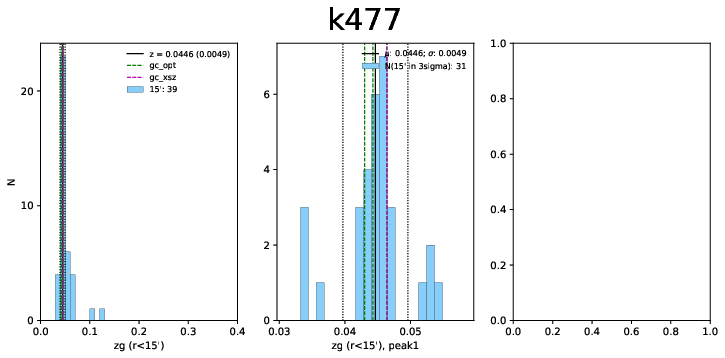 k477
z = 0.0446 (0.0049)
gc_opt
gc_xsz
15': 39
N
0
10
20
0.0 0.1 0.2 0.3 0.4
zg (r<15')
μ: 0.0446; σ: 0.0049
N(15' in 3sigma): 31
0
2
4
6
0.03 0.04 0.05
zg (r<15'), peak1
1.0
0.8
0.6
0.4
0.2
0.0
0.0 0.2 0.4 0.6 0.8 1.0